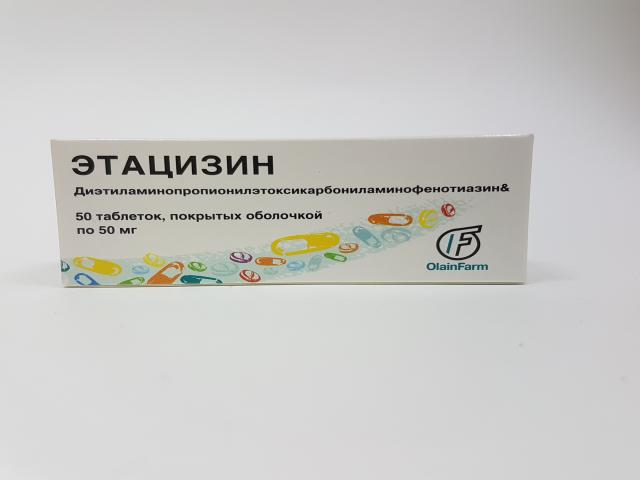 ЭТАЦИЗИН
Диэтиламинопропионилэтоксикарбониламинофенотиазин&
50 таблеток, покрытых оболочкой
по 50 мг
OlainFarm